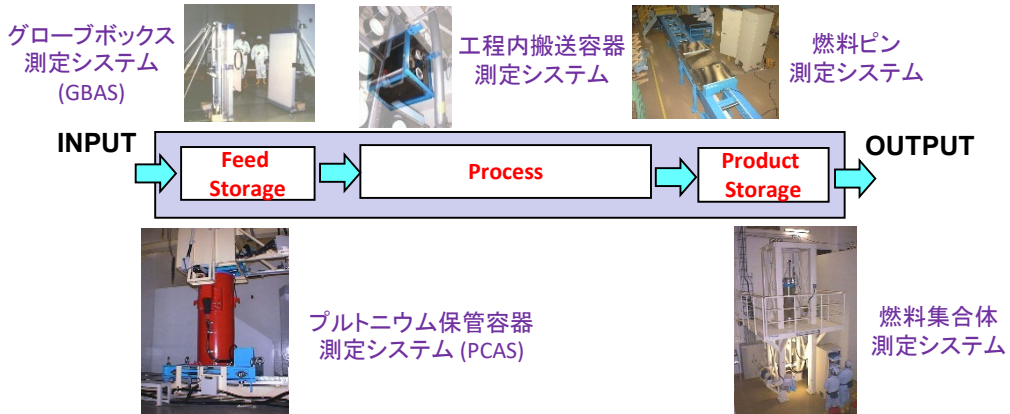 グローブボックス
測定システム
(GBAS)
工程内搬送容器
測定システム
燃料ピン
測定システム
INPUT
Feed
Storage
Process
Product
Storage
OUTPUT
プルトニウム保管容器
測定システム (PCAS)
燃料集合体
測定システム